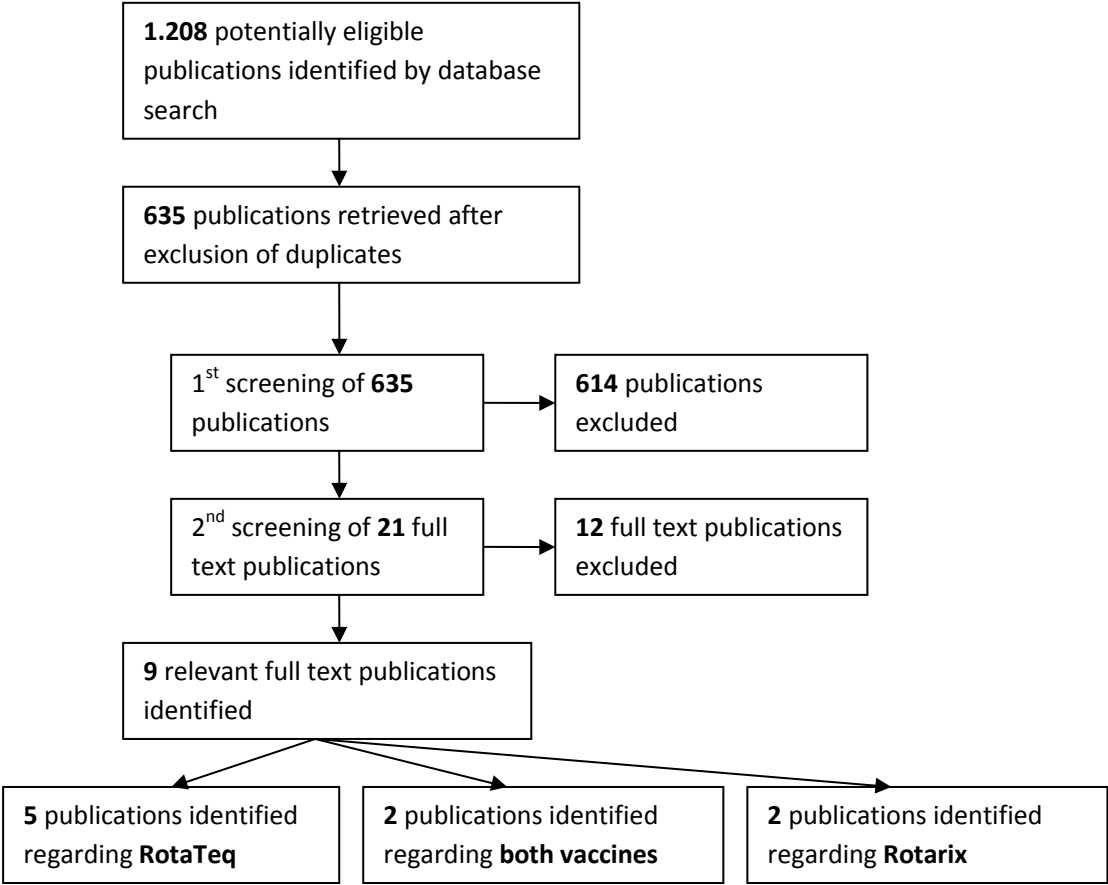 1.208 potentially eligible
publications identified by database
search
635 publications retrieved after
exclusion of duplicates
1st screening of 635
publications
614 publications
excluded
2nd screening of 21 full
text publications
12 full text publications
excluded
9 relevant full text publications
identified
5 publications identified
regarding RotaTeq
2 publications identified
regarding both vaccines
2 publications identified
regarding Rotarix